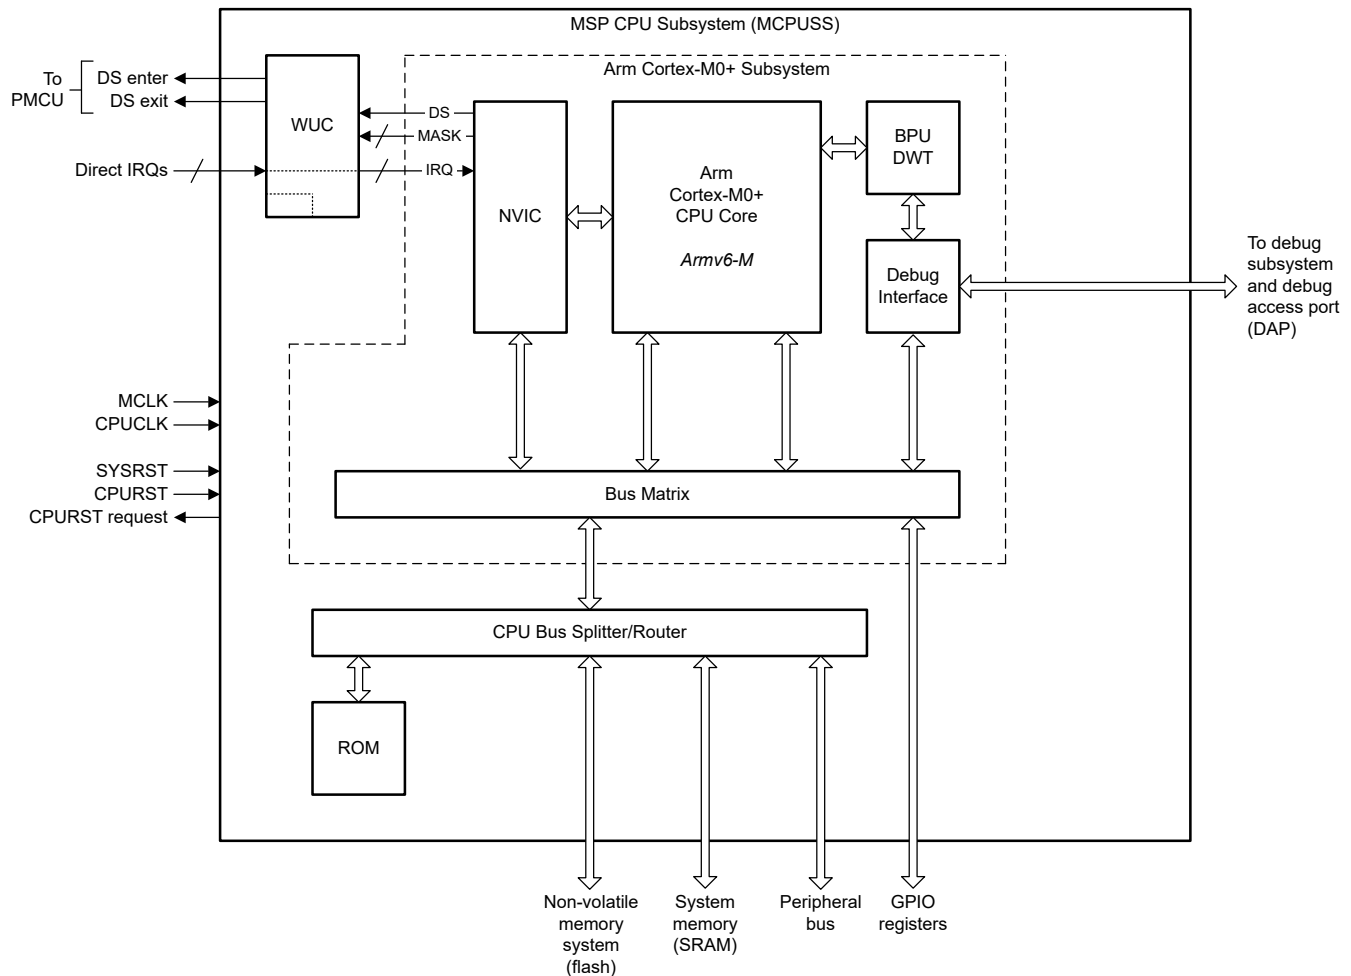 MSP CPU Subsystem (MCPUSS)
Arm Cortex-M0+ Subsystem
To
PMCU
DS enter
DS exit
WUC
DS
MASK
IRQ
Direct IRQs
NVIC
Arm
Cortex-M0+
CPU Core
Armv6-M
BPU
DWT
Debug
Interface
To debug
subsystem
and debug
access port
(DAP)
MCLK
CPUCLK
SYSRST
CPURST
CPURST request
Bus Matrix
CPU Bus Splitter/Router
ROM
Non-volatile
memory
system
(flash)
System
memory
(SRAM)
Peripheral
bus
GPIO
registers